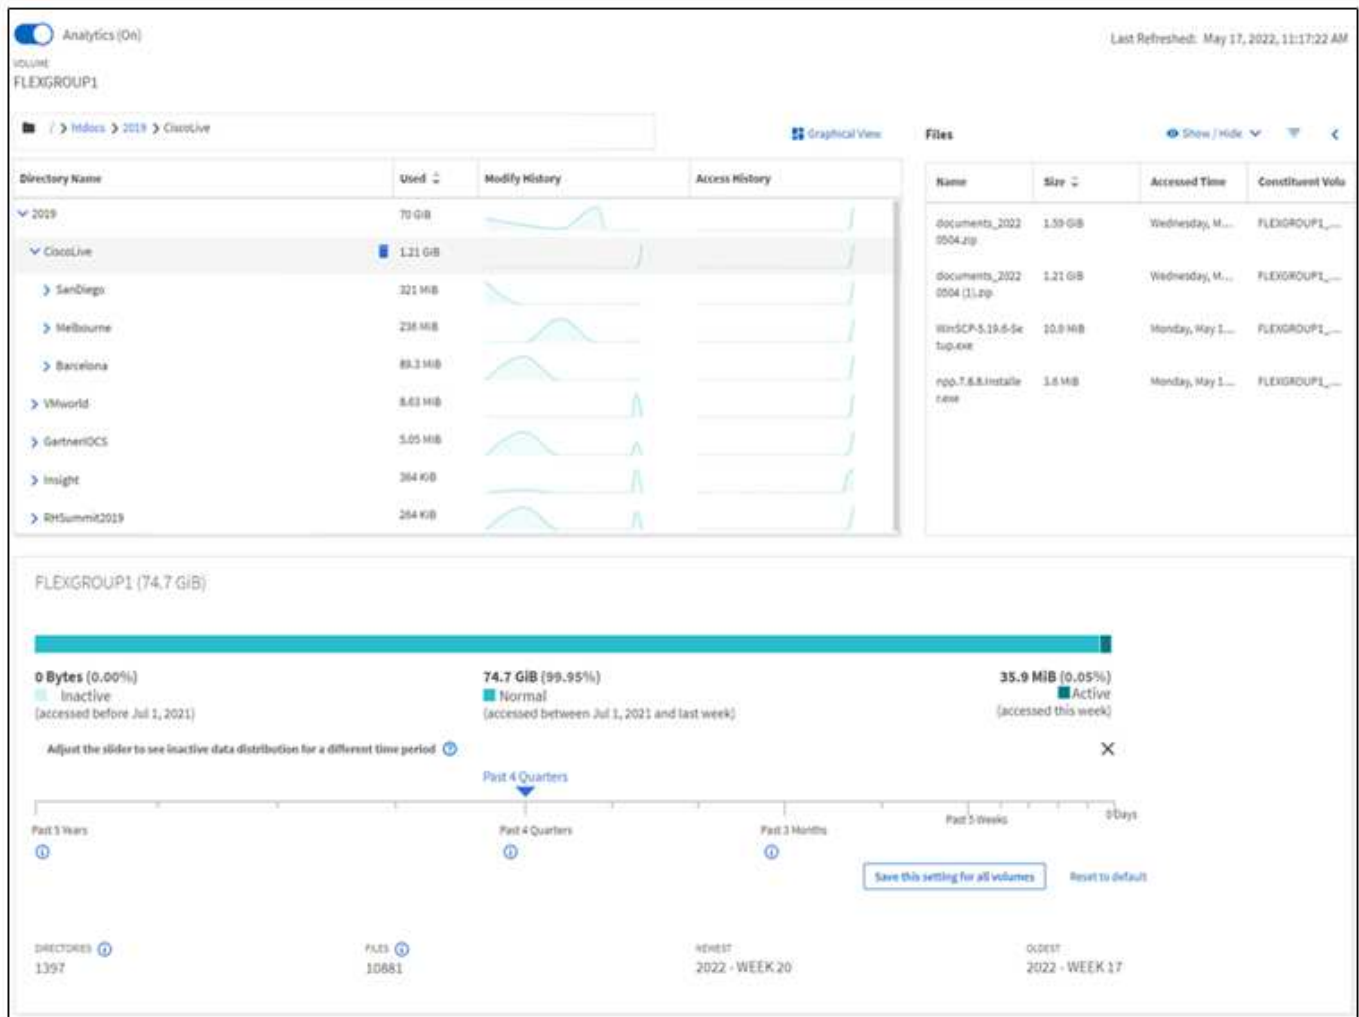 Analytics (On)
Last Refreshed: May 17, 2022, 11:17:22 AM
VOLUME
FLEXGROUP1
/ > htdocs > 2019 > CiscoLive
Graphical View
Files
Show / Hide
Directory Name Used Modify History Access History
Name Size Accessed Time Constituent Volu
2019 70 GiB
CiscoLive 1.21 GiB
SanDiego 321 MiB
Melbourne 236 MiB
Barcelona 89.3 MiB
VMworld 8.63 MiB
GartnerIOCS 5.05 MiB
Insight 364 KiB
RHSummit2019 264 KiB
documents_2022 1.59 GiB Wednesday, M... FLEXGROUP1_...
0504.zip
documents_2022 1.21 GiB Wednesday, M... FLEXGROUP1_...
0504 (1).zip
WinSCP-5.19.6-Se 10.9 MiB Monday, May 1... FLEXGROUP1_...
tup.exe
npp.7.8.8.Installe 3.6 MiB Monday, May 1... FLEXGROUP1_...
r.exe
FLEXGROUP1 (74.7 GiB)
0 Bytes (0.00%)
Inactive
(accessed before Jul 1, 2021)
74.7 GiB (99.95%)
Normal
(accessed between Jul 1, 2021 and last week)
35.9 MiB (0.05%)
Active
(accessed this week)
Adjust the slider to see inactive data distribution for a different time period
Past 4 Quarters
Past 5 Years
Past 4 Quarters
Past 3 Months
Past 5 Weeks
0 Days
Save this setting for all volumes
Reset to default
DIRECTORIES
1397
FILES
10881
NEWEST
2022 - WEEK 20
OLDEST
2022 - WEEK 17